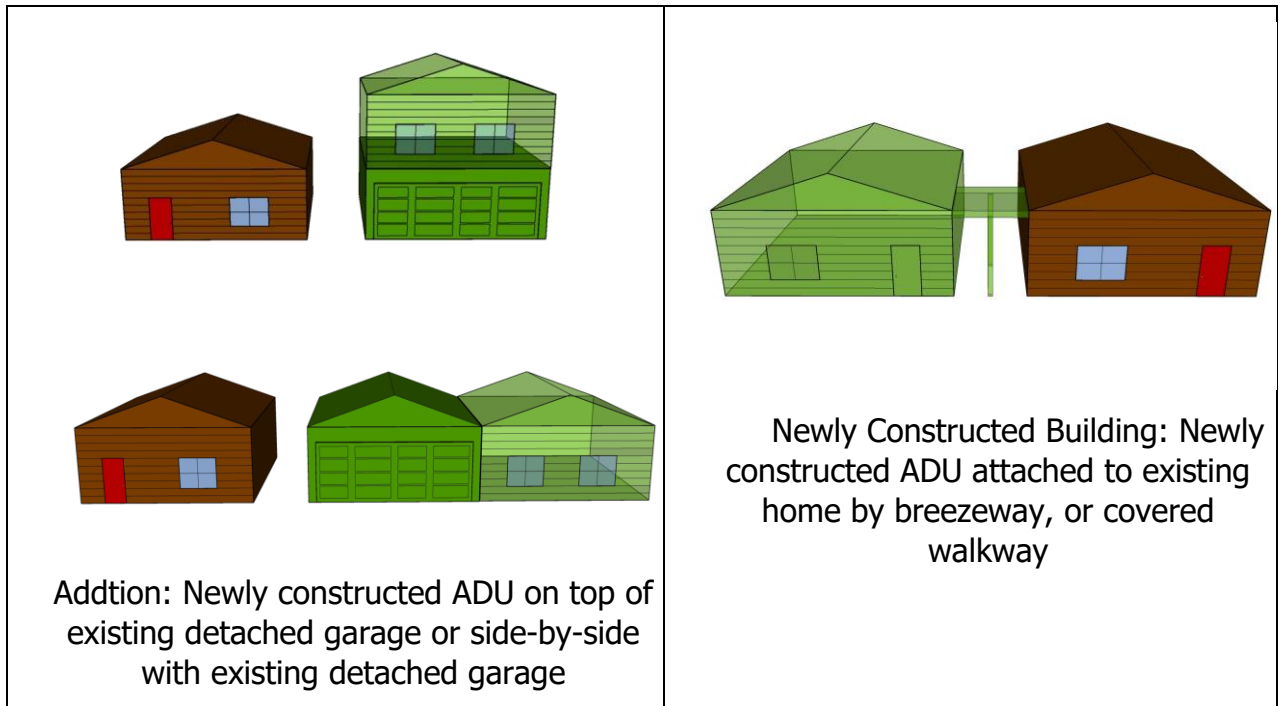 Addtion: Newly constructed ADU on top of
existing detached garage or side-by-side
with existing detached garage
Newly Constructed Building: Newly
constructed ADU attached to existing
home by breezeway, or covered
walkway